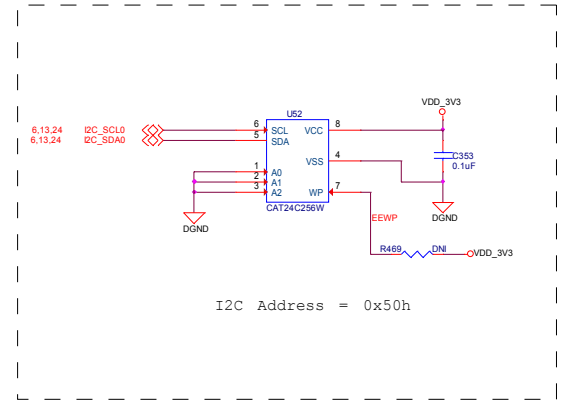 VDD_3V3
U52
6,13,24 I2C_SCL0 6 SCL VCC 8
6,13,24 I2C_SDA0 5 SDA
C353
0.1uF
VSS 4
1 A0
2 A1
3 A2 WP 7
CAT24C256W
EEWP
DGND DGND
R469 DNI VDD_3V3
I2C Address = 0x50h